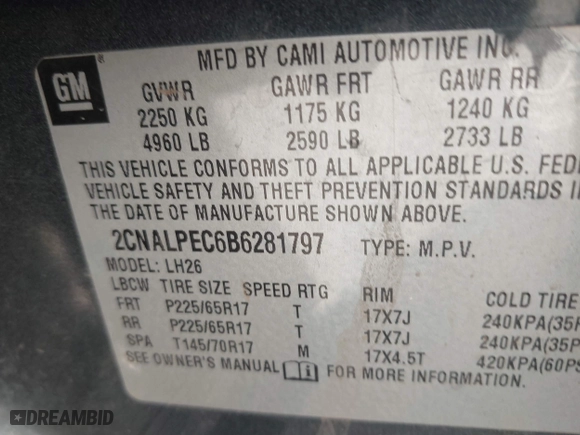 GM
MFD BY CAMI AUTOMOTIVE INC.
GVWR GAWR FRT GAWR RR
2250 KG 1175 KG 1240 KG
4960 LB 2590 LB 2733 LB
THIS VEHICLE CONFORMS TO ALL APPLICABLE U.S. FEDE
VEHICLE SAFETY AND THEFT PREVENTION STANDARDS I
THE DATE OF MANUFACTURE SHOWN ABOVE.
2CNALPEC6B6281797 TYPE: M.P.V.
MODEL: LH26
LBCW TIRE SIZE SPEED RTG RIM COLD TIRE
FRT P225/65R17 T 17X7J 240KPA(35P
RR P225/65R17 T 17X7J 240KPA(35P
SPA T145/70R17 M 17X4.5T 420KPA(60PS
SEE OWNER'S MANUAL FOR MORE INFORMATION.
DREAMBID